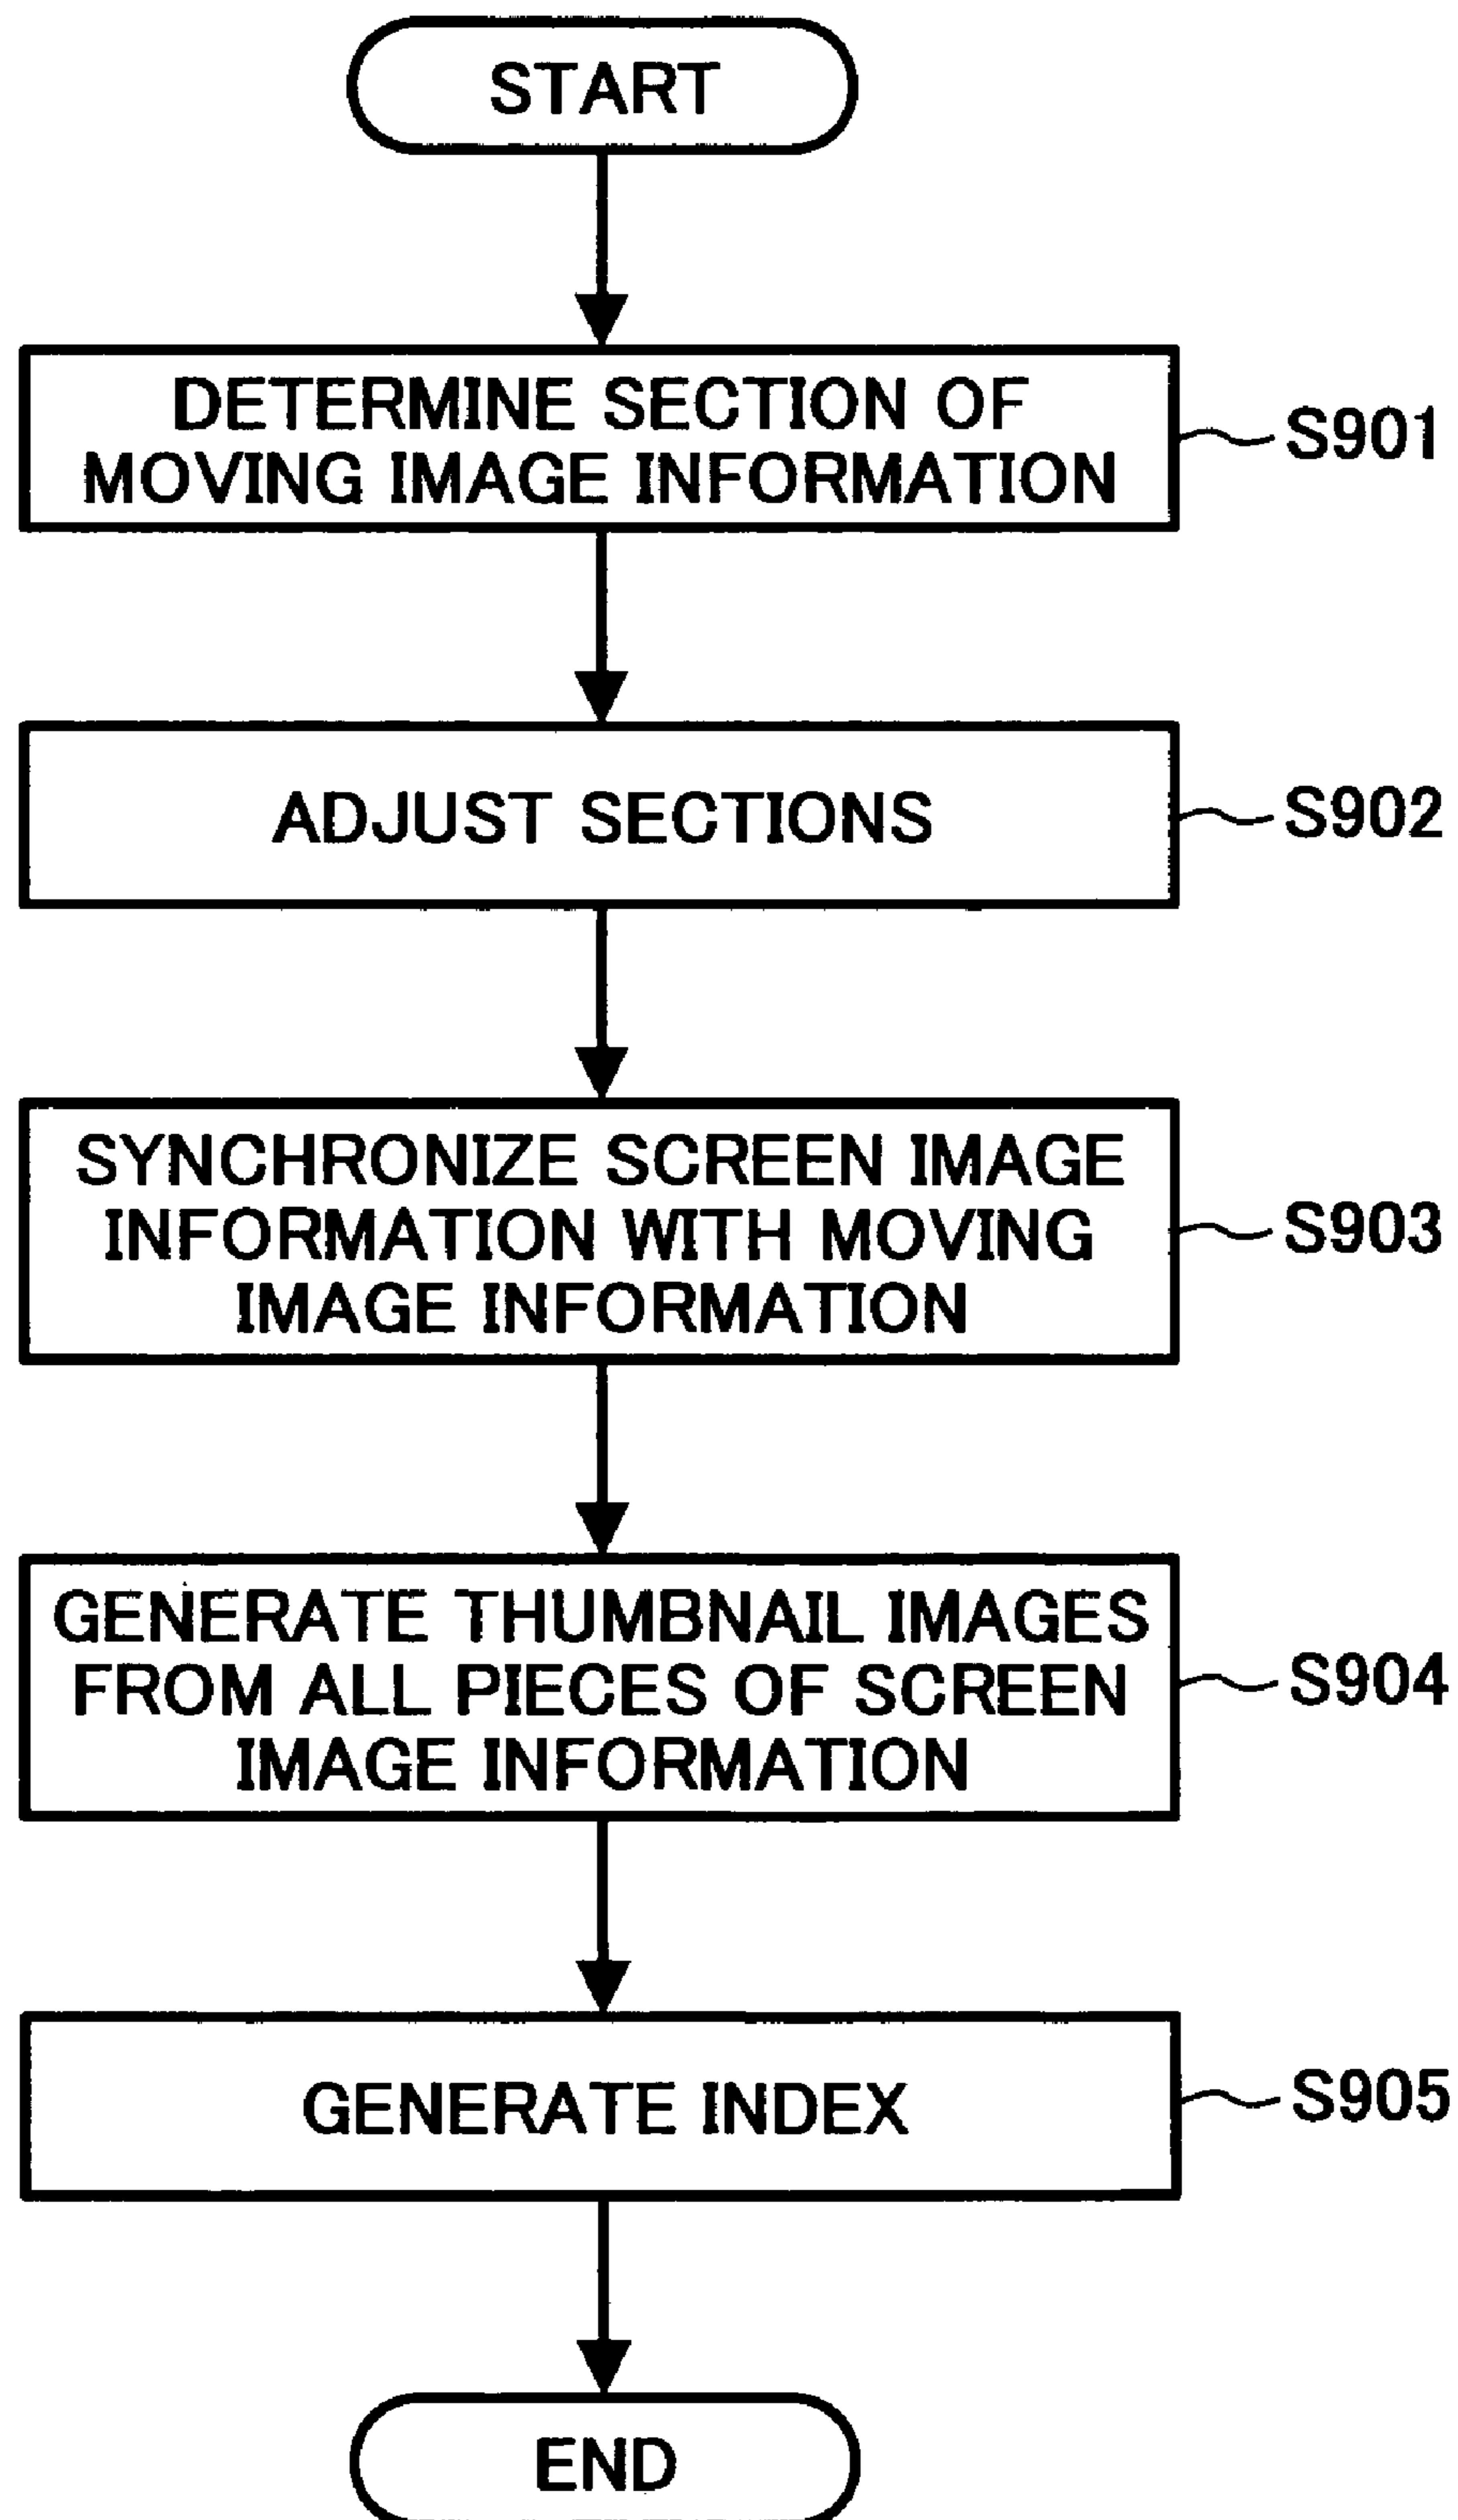 START
DETERMINE SECTION OF
MOVING IMAGE INFORMATION
S901
ADJUST SECTIONS
S902
SYNCHRONIZE SCREEN IMAGE
INFORMATION WITH MOVING
IMAGE INFORMATION
S903
GENERATE THUMBNAIL IMAGES
FROM ALL PIECES OF SCREEN
IMAGE INFORMATION
S904
GENERATE INDEX
S905
END